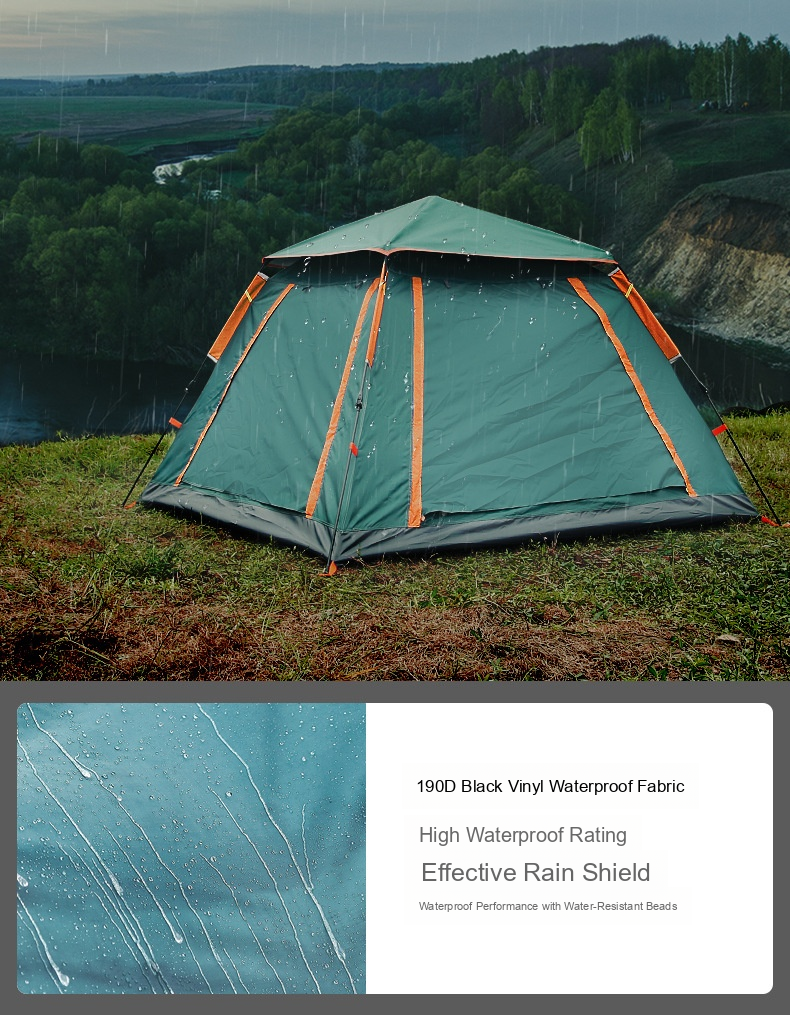 190D Black Vinyl Waterproof Fabric
High Waterproof Rating
Effective Rain Shield
Waterproof Performance with Water-Resistant Beads